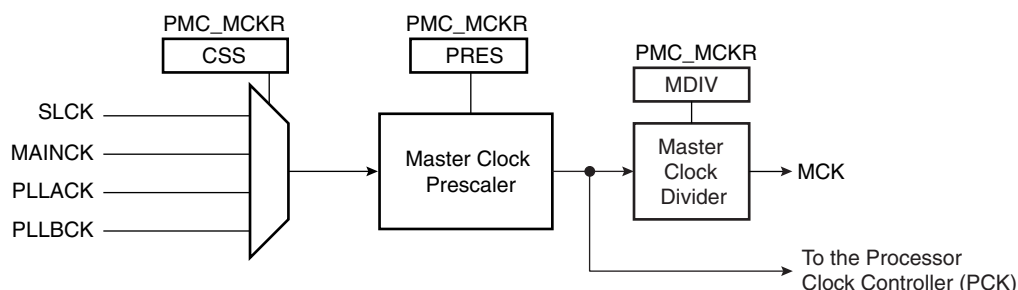 PMC_MCKR
CSS
PMC_MCKR
PRES
PMC_MCKR
MDIV
SLCK
MAINCK
PLLACK
PLLBCK
Master Clock
Prescaler
Master
Clock
Divider
MCK
To the Processor
Clock Controller (PCK)